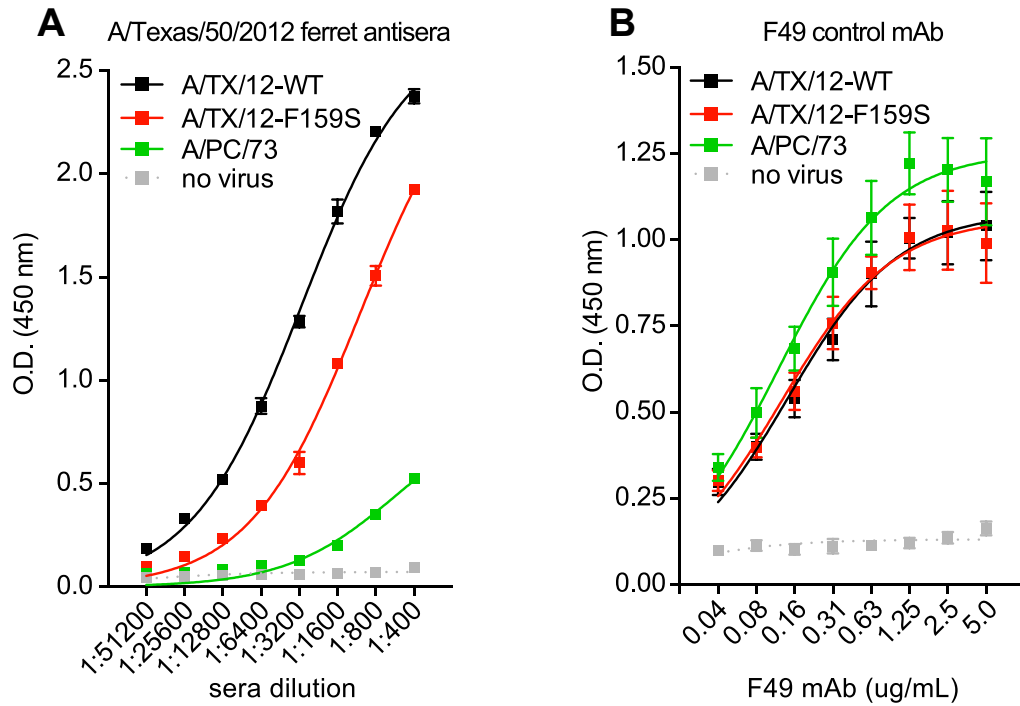 A
A/Texas/50/2012 ferret antisera
2.5
2.0
1.5
1.0
0.5
0.0
O.D. (450 nm)
A/TX/12-WT
A/TX/12-F159S
A/PC/73
no virus
1:51200
1:25600
1:12800
1:6400
1:3200
1:1600
1:800
1:400
sera dilution
B
F49 control mAb
1.50
1.25
1.00
0.75
0.50
0.25
0.00
O.D. (450 nm)
A/TX/12-WT
A/TX/12-F159S
A/PC/73
no virus
0.04
0.08
0.16
0.31
0.63
1.25
2.5
5.0
F49 mAb (ug/mL)